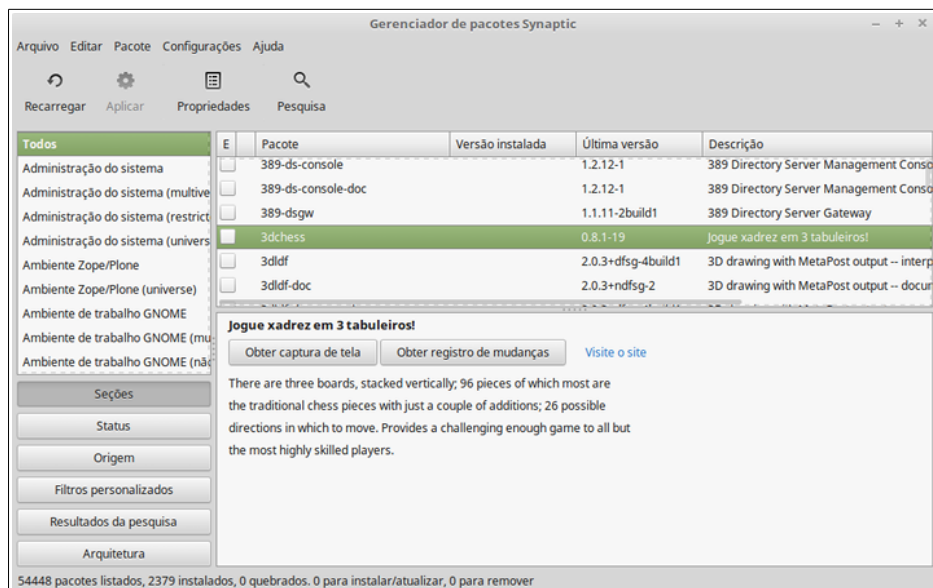 Gerenciador de pacotes Synaptic
Arquivo Editar Pacote Configurações Ajuda
Recarregar Aplicar Propriedades Pesquisa
Todos
Administração do sistema
Administração do sistema (multive
Administração do sistema (restrict
Administração do sistema (univers
Ambiente Zope/Plone
Ambiente Zope/Plone (universe)
Ambiente de trabalho GNOME
Ambiente de trabalho GNOME (mu
Ambiente de trabalho GNOME (não
Seções
Status
Origem
Filtros personalizados
Resultados da pesquisa
Arquitetura
E Pacote Versão instalada Última versão Descrição
389-ds-console 1.2.12-1 389 Directory Server Management Conso
389-ds-console-doc 1.2.12-1 389 Directory Server Management Conso
389-dsgw 1.1.11-2build1 389 Directory Server Gateway
3dchess 0.8.1-19 Jogue xadrez em 3 tabuleiros!
3dldf 2.0.3+dfsg-4build1 3D drawing with MetaPost output -- interp
3dldf-doc 2.0.3+ndfsg-2 3D drawing with MetaPost output -- docur
Jogue xadrez em 3 tabuleiros!
Obter captura de tela Obter registro de mudanças Visite o site
There are three boards, stacked vertically; 96 pieces of which most are
the traditional chess pieces with just a couple of additions; 26 possible
directions in which to move. Provides a challenging enough game to all but
the most highly skilled players.
54448 pacotes listados, 2379 instalados, 0 quebrados. 0 para instalar/atualizar, 0 para remover